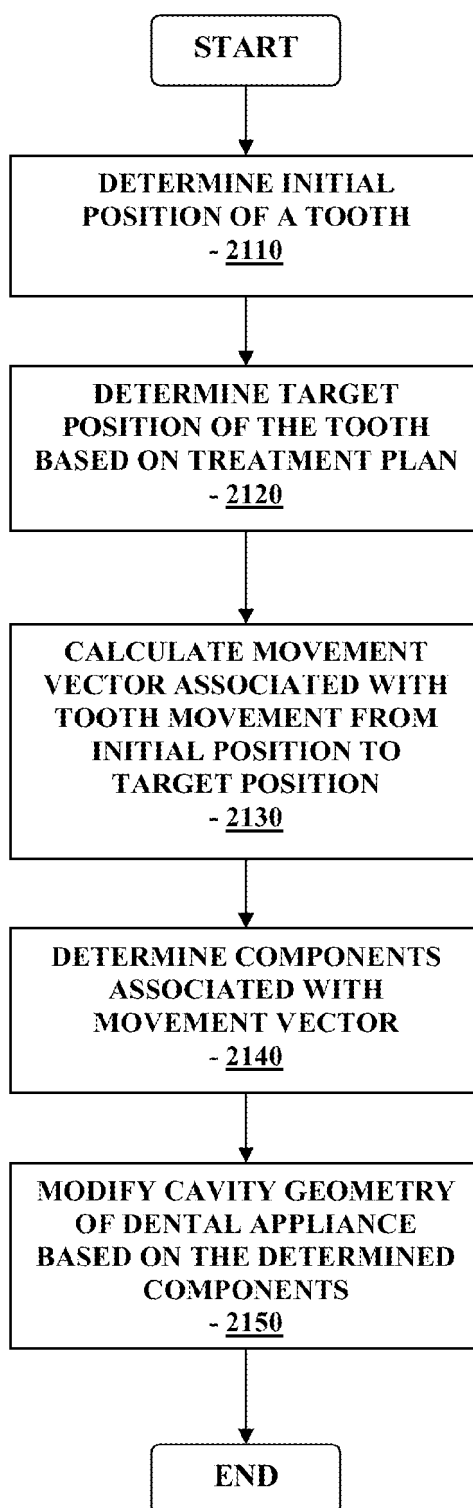 START
DETERMINE INITIAL
POSITION OF A TOOTH
- 2110
DETERMINE TARGET
POSITION OF THE TOOTH
BASED ON TREATMENT PLAN
- 2120
CALCULATE MOVEMENT
VECTOR ASSOCIATED WITH
TOOTH MOVEMENT FROM
INITIAL POSITION TO
TARGET POSITION
- 2130
DETERMINE COMPONENTS
ASSOCIATED WITH
MOVEMENT VECTOR
- 2140
MODIFY CAVITY GEOMETRY
OF DENTAL APPLIANCE
BASED ON THE DETERMINED
COMPONENTS
- 2150
END